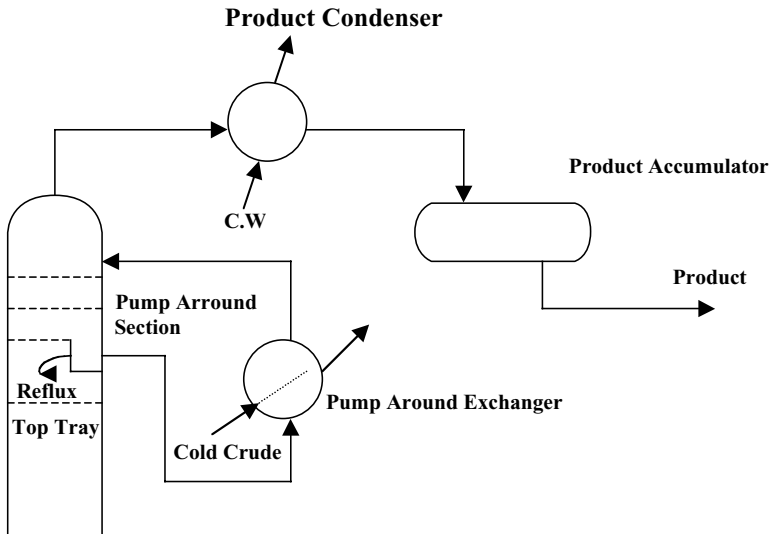 Product Condenser
Product Accumulator
C.W
Product
Pump Arround
Section
Reflux
Pump Around Exchanger
Top Tray
Cold Crude